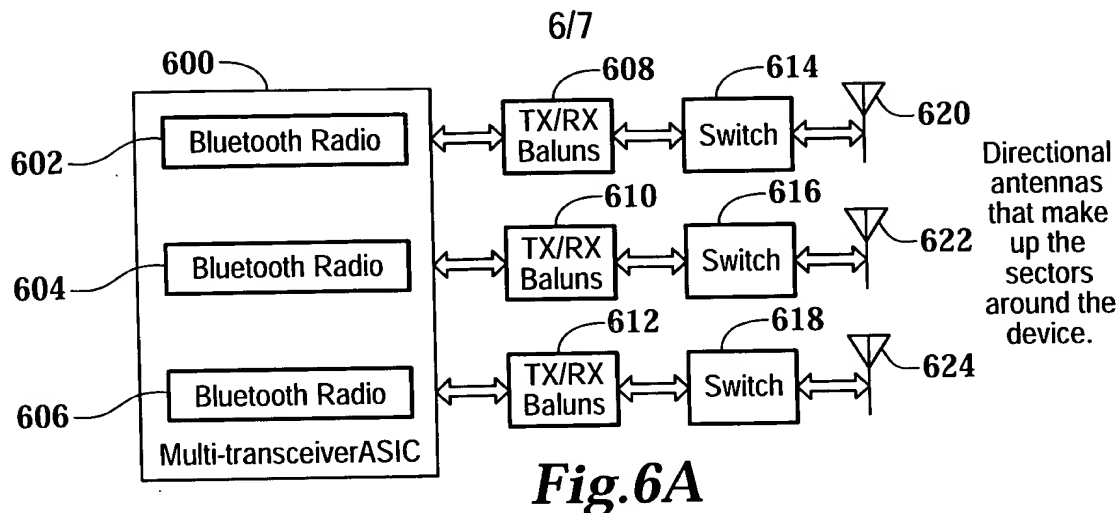 6/7
600
608
614
602
Bluetooth Radio
TX/RX
Baluns
Switch
620
610
616
604
Bluetooth Radio
TX/RX
Baluns
Switch
622
612
618
606
Bluetooth Radio
TX/RX
Baluns
Switch
624
Multi-transceiverASIC
Directional
antennas
that make
up the
sectors
around the
device.
Fig.6A